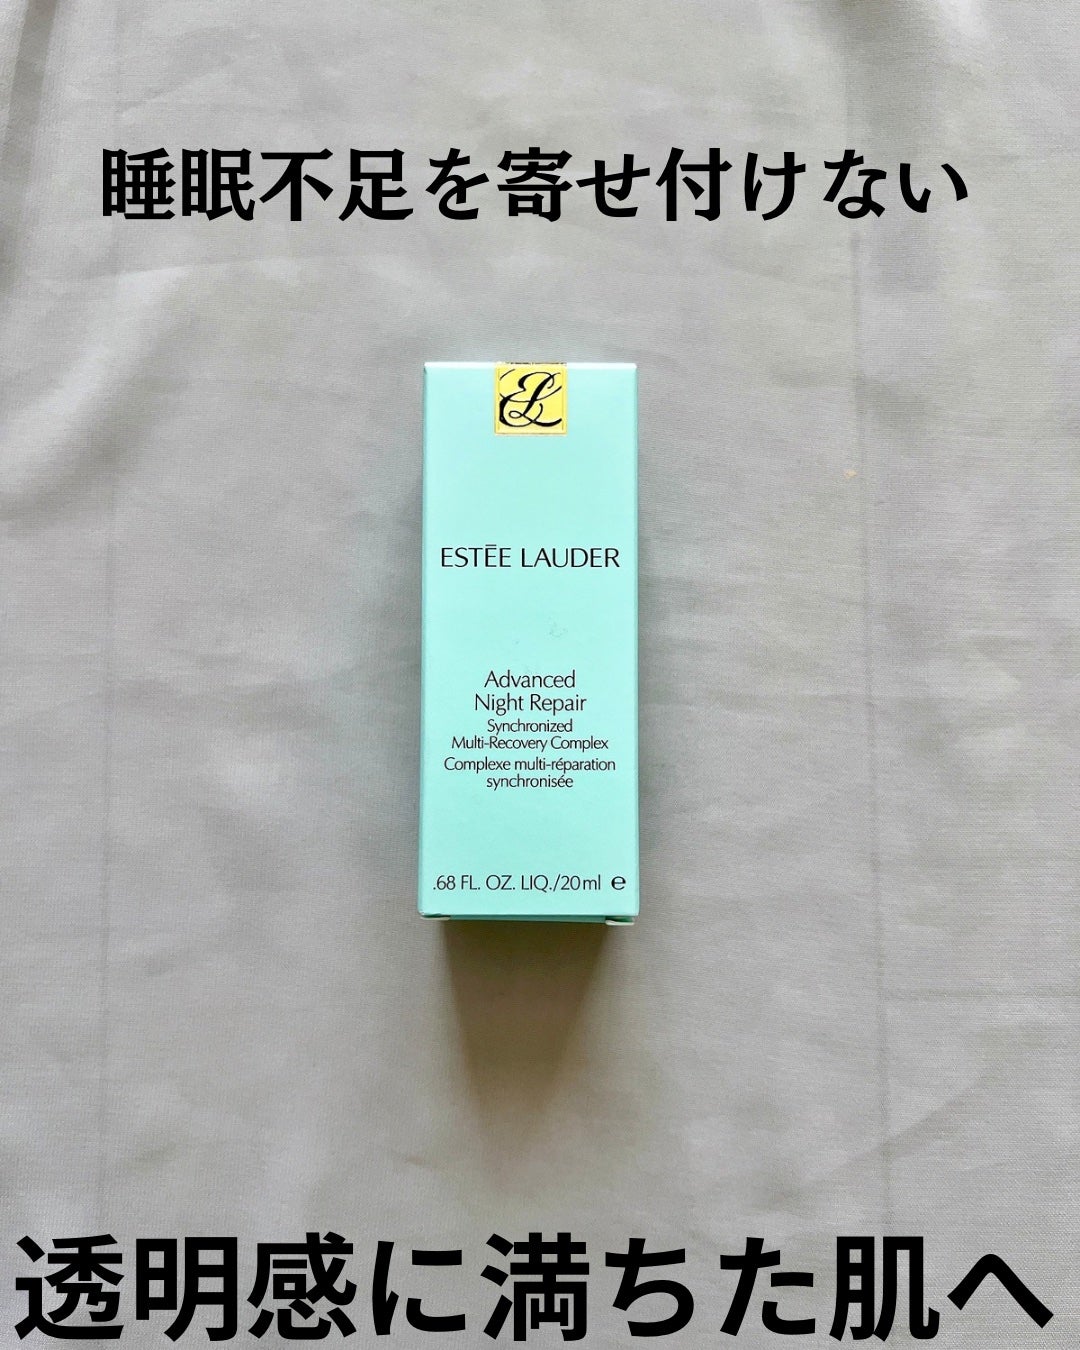 睡眠不足を寄せ付けない
EL
ESTĒE LAUDER
Advanced
Night Repair
Synchronized
Multi-Recovery Complex
Complexe multi-réparation
synchronisée
.68 FL. OZ. LIQ./20ml ℮
透明感に満ちた肌へ